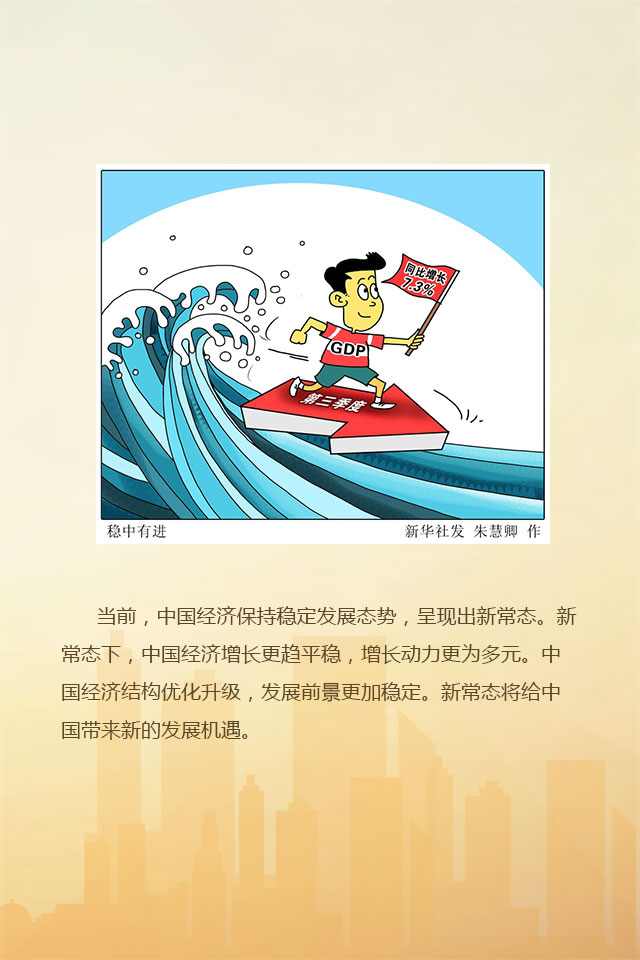 同比增长
7.3%
GDP
第三季度
稳中有进
新华社发 朱慧卿 作
当前，中国经济保持稳定发展态势，呈现出新常态。新
常态下，中国经济增长更趋平稳，增长动力更为多元。中
国经济结构优化升级，发展前景更加稳定。新常态将给中
国带来新的发展机遇。